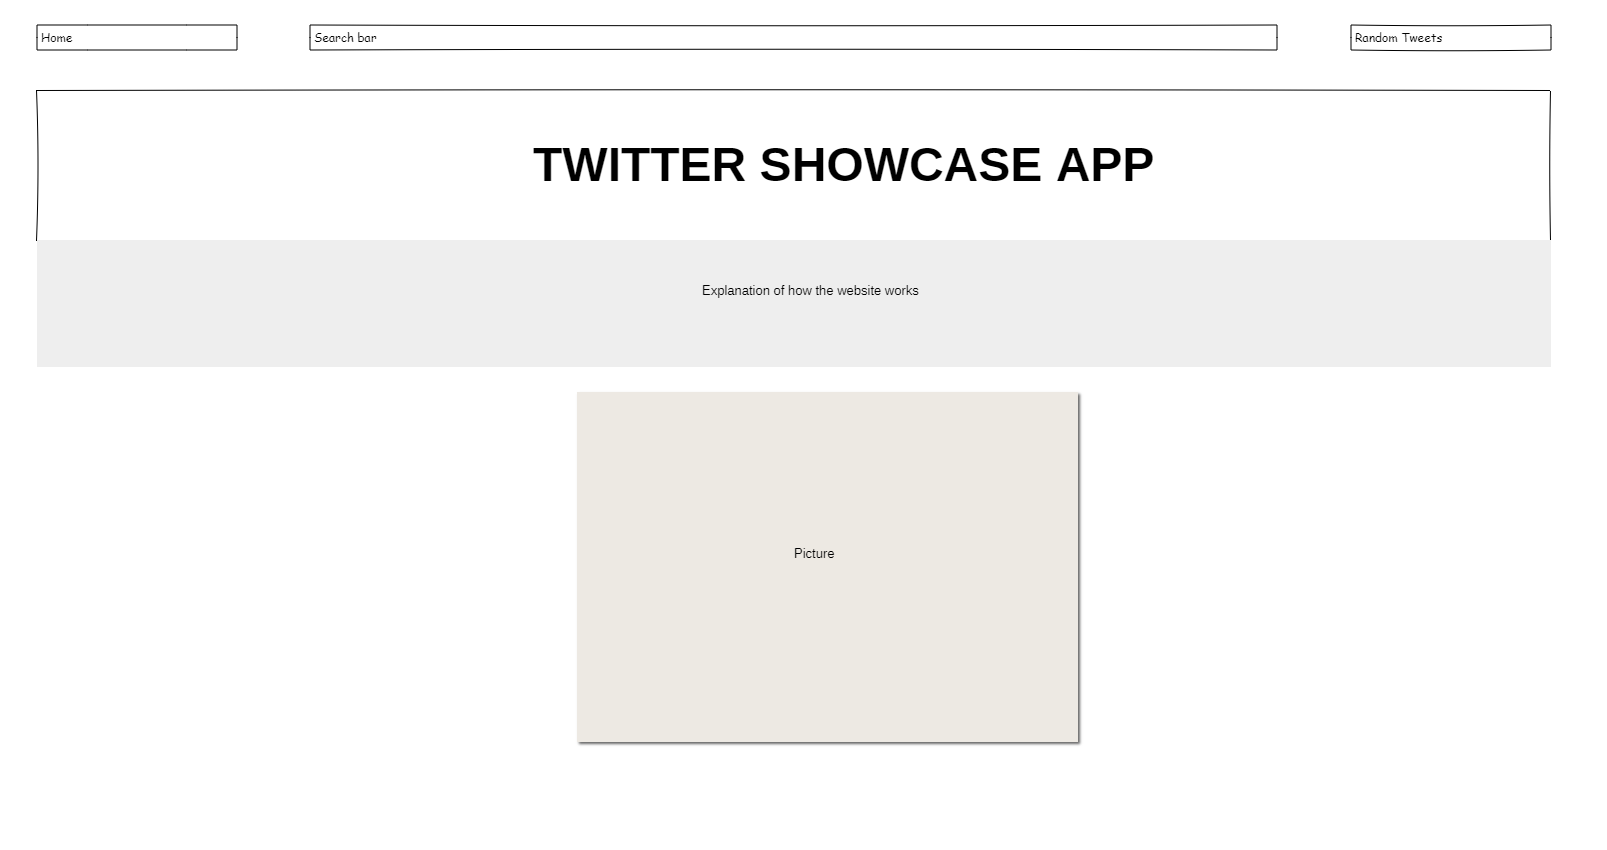 Home
Search bar
Random Tweets
TWITTER SHOWCASE APP
Explanation of how the website works
Picture